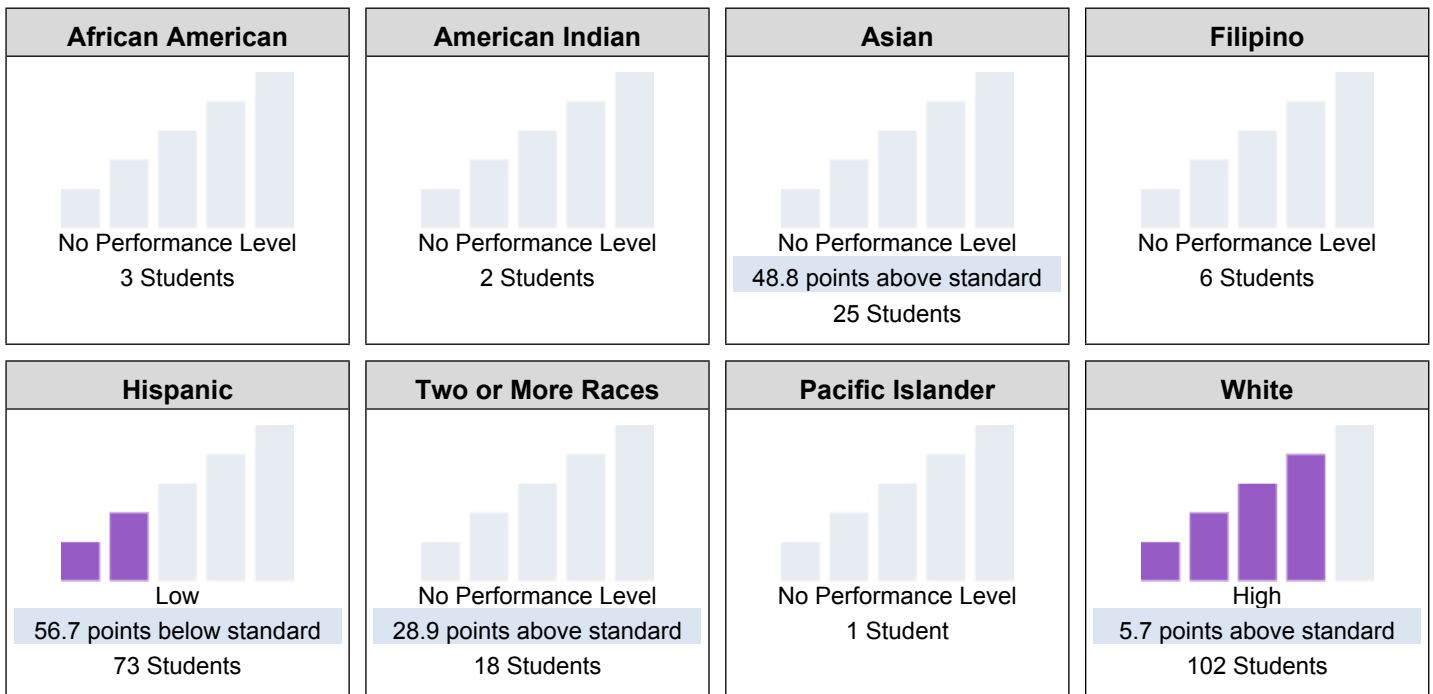 African American
No Performance Level
3 Students
American Indian
No Performance Level
2 Students
Asian
No Performance Level
48.8 points above standard
25 Students
Filipino
No Performance Level
6 Students
Hispanic
Low
56.7 points below standard
73 Students
Two or More Races
No Performance Level
28.9 points above standard
18 Students
Pacific Islander
No Performance Level
1 Student
White
High
5.7 points above standard
102 Students